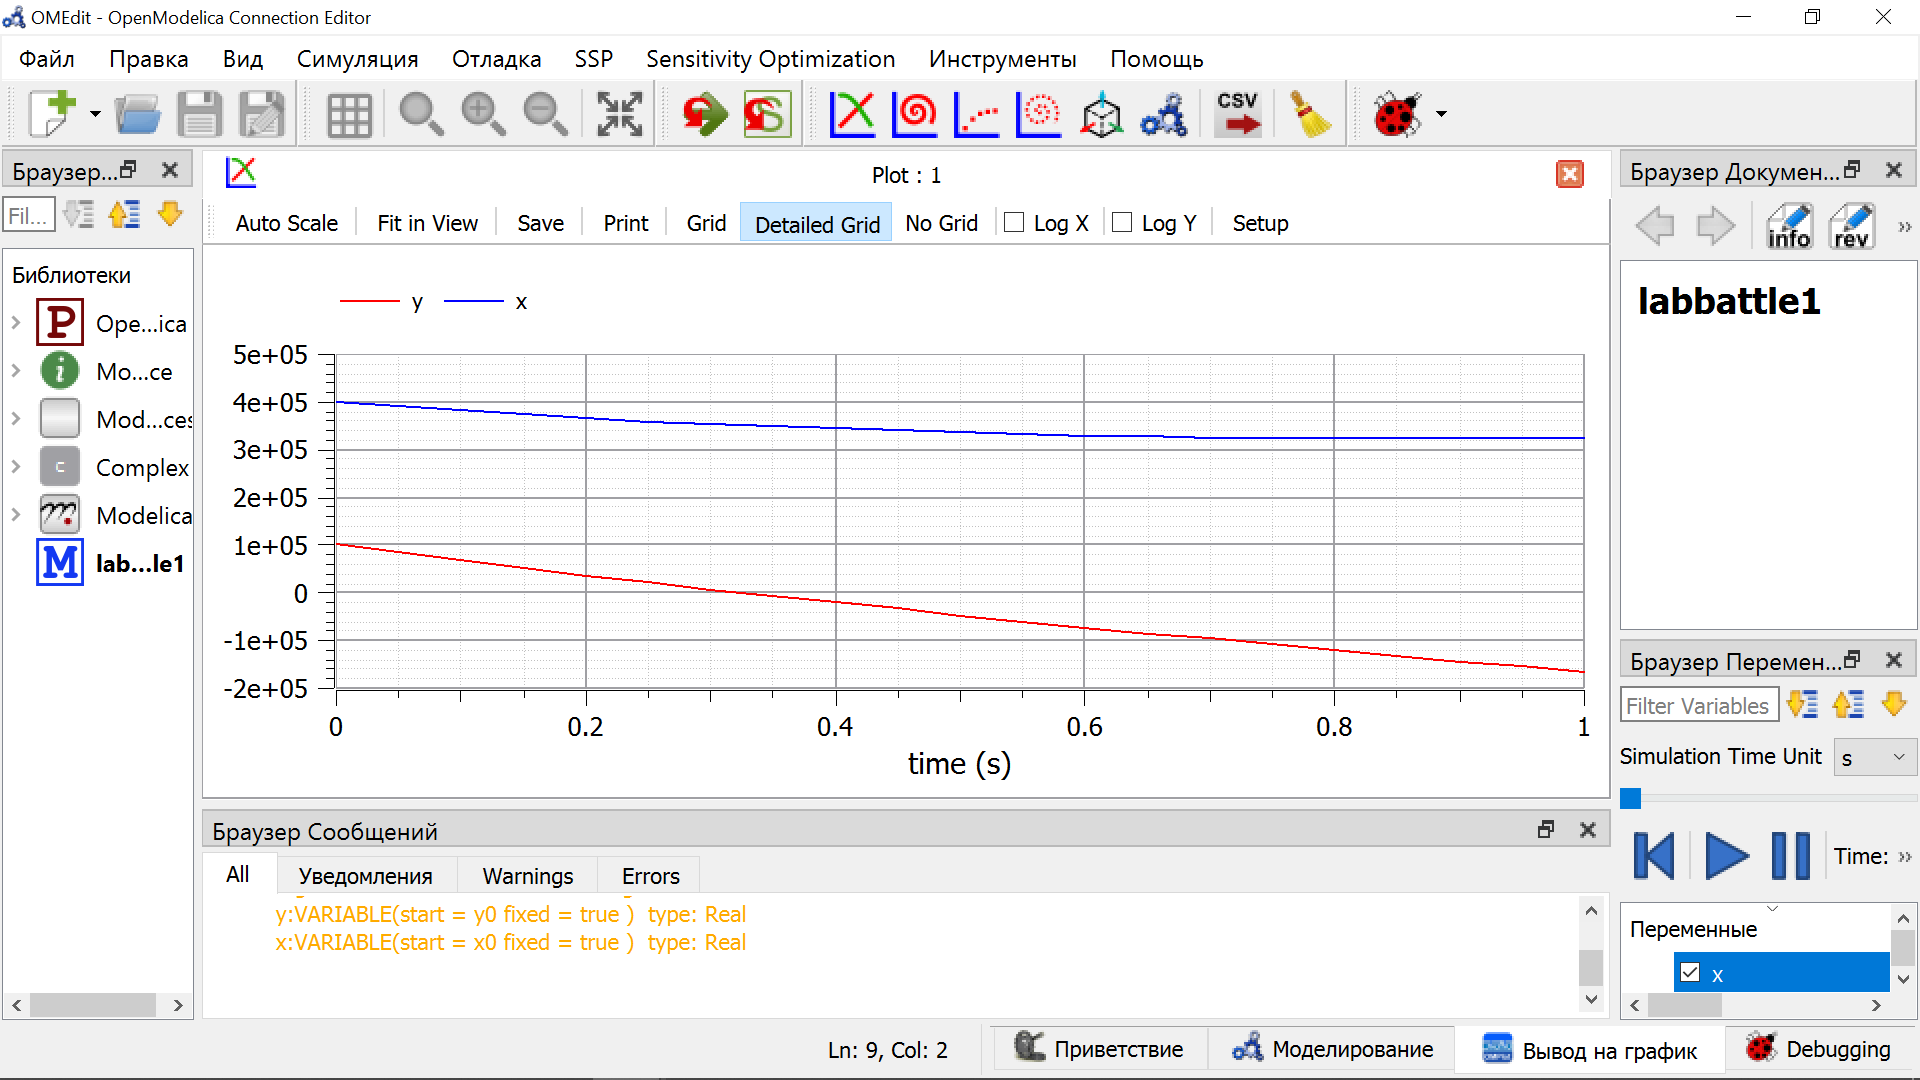 OMEdit - OpenModelica Connection Editor
Файл Правка Вид Симуляция Отладка SSP Sensitivity Optimization Инструменты Помощь
CSV
Браузер...
Fil...
Библиотеки
P Ope...ica
i Mo...ce
Mod...ces
C Complex
Modelica
M lab...le1
Plot : 1
Auto Scale Fit in View Save Print Grid Detailed Grid No Grid Log X Log Y Setup
y x
5e+05
4e+05
3e+05
2e+05
1e+05
0
-1e+05
-2e+05
0 0.2 0.4 0.6 0.8 1
time (s)
Браузер Сообщений
All Уведомления Warnings Errors
y:VARIABLE(start = y0 fixed = true ) type: Real
x:VARIABLE(start = x0 fixed = true ) type: Real
Браузер Докумен...
info rev »
labbattle1
Браузер Перемен...
Filter Variables
Simulation Time Unit s
Time: »
Переменные
x
Ln: 9, Col: 2 Приветствие Моделирование Вывод на график Debugging